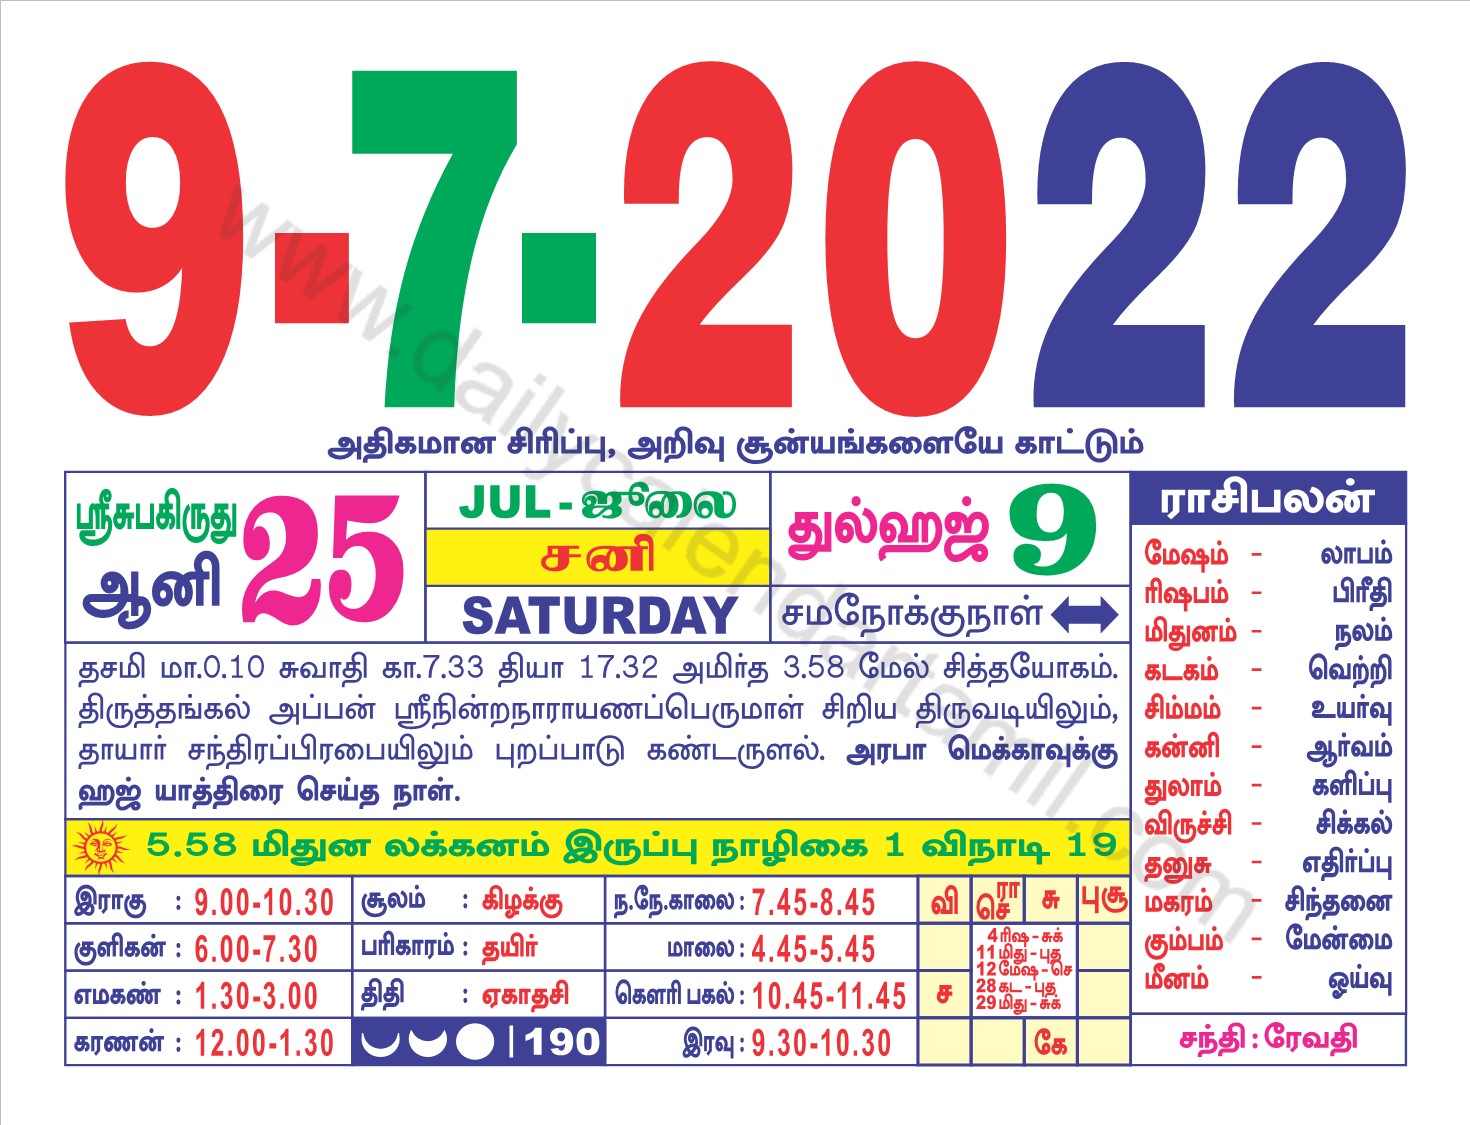 9-7-2022
அதிகமான சிரிப்பு, அறிவு சூன்யங்களையே காட்டும்
ஸ்ரீசுபகிருது
ஆனி 25
JUL - ஜூலை
சனி
SATURDAY
துல்ஹஜ் 9
சமநோக்குநாள்
தசமி மா.0.10 சுவாதி கா.7.33 தியா 17.32 அமிர்த 3.58 மேல் சித்தயோகம்.
திருத்தங்கல் அப்பன் ஸ்ரீநின்றநாராயணப்பெருமாள் சிறிய திருவடியிலும்,
தாயார் சந்திரப்பிரபையிலும் புறப்பாடு கண்டருளல். அரபா மெக்காவுக்கு
ஹஜ் யாத்திரை செய்த நாள்.
5.58 மிதுன லக்கனம் இருப்பு நாழிகை 1 விநாடி 19
இராகு : 9.00-10.30
குளிகன் : 6.00-7.30
எமகண் : 1.30-3.00
கரணன் : 12.00-1.30
சூலம் : கிழக்கு
பரிகாரம் : தயிர்
திதி : ஏகாதசி
|190
ந.நே.காலை : 7.45-8.45
மாலை : 4.45-5.45
கௌரி பகல் : 10.45-11.45
இரவு : 9.30-10.30
வி
ரா
செ
சு
புசூ
4 ரிஷ - சுக்
11 மிது - புத
12 மேஷ - செ
28 கட - புத
29 மிது - சுக்
ச
கே
ராசிபலன்
மேஷம் - லாபம்
ரிஷபம் - பிரீதி
மிதுனம் - நலம்
கடகம் - வெற்றி
சிம்மம் - உயர்வு
கன்னி - ஆர்வம்
துலாம் - களிப்பு
விருச்சி - சிக்கல்
தனுசு - எதிர்ப்பு
மகரம் - சிந்தனை
கும்பம் - மேன்மை
மீனம் - ஓய்வு
சந்தி : ரேவதி
www.dailycalendartamil.com